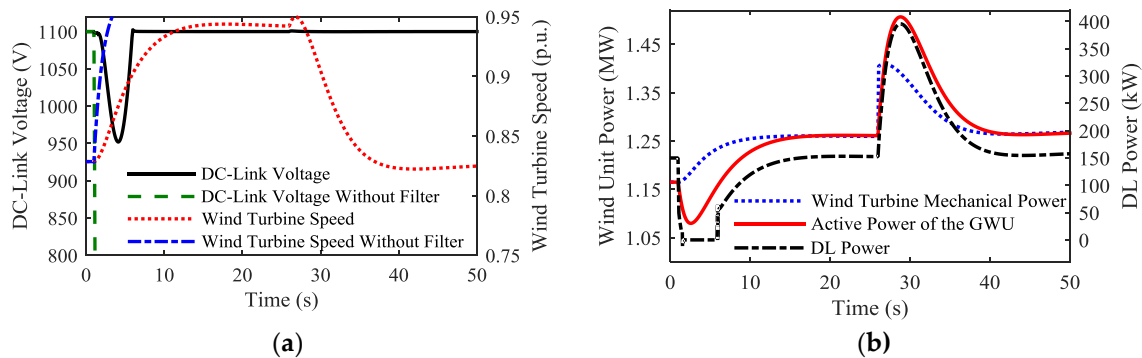 DC-Link Voltage (V)
1100
1050
1000
950
900
850
800
0
10
20
30
40
50
Time (s)
0.95
0.9
0.85
0.8
0.75
Wind Turbine Speed (p.u.)
DC-Link Voltage
DC-Link Voltage Without Filter
Wind Turbine Speed
Wind Turbine Speed Without Filter
(a)
Wind Unit Power (MW)
1.45
1.35
1.25
1.15
1.05
0
10
20
30
40
50
Time (s)
400
350
300
250
200
150
100
50
0
DL Power (kW)
Wind Turbine Mechanical Power
Active Power of the GWU
DL Power
(b)